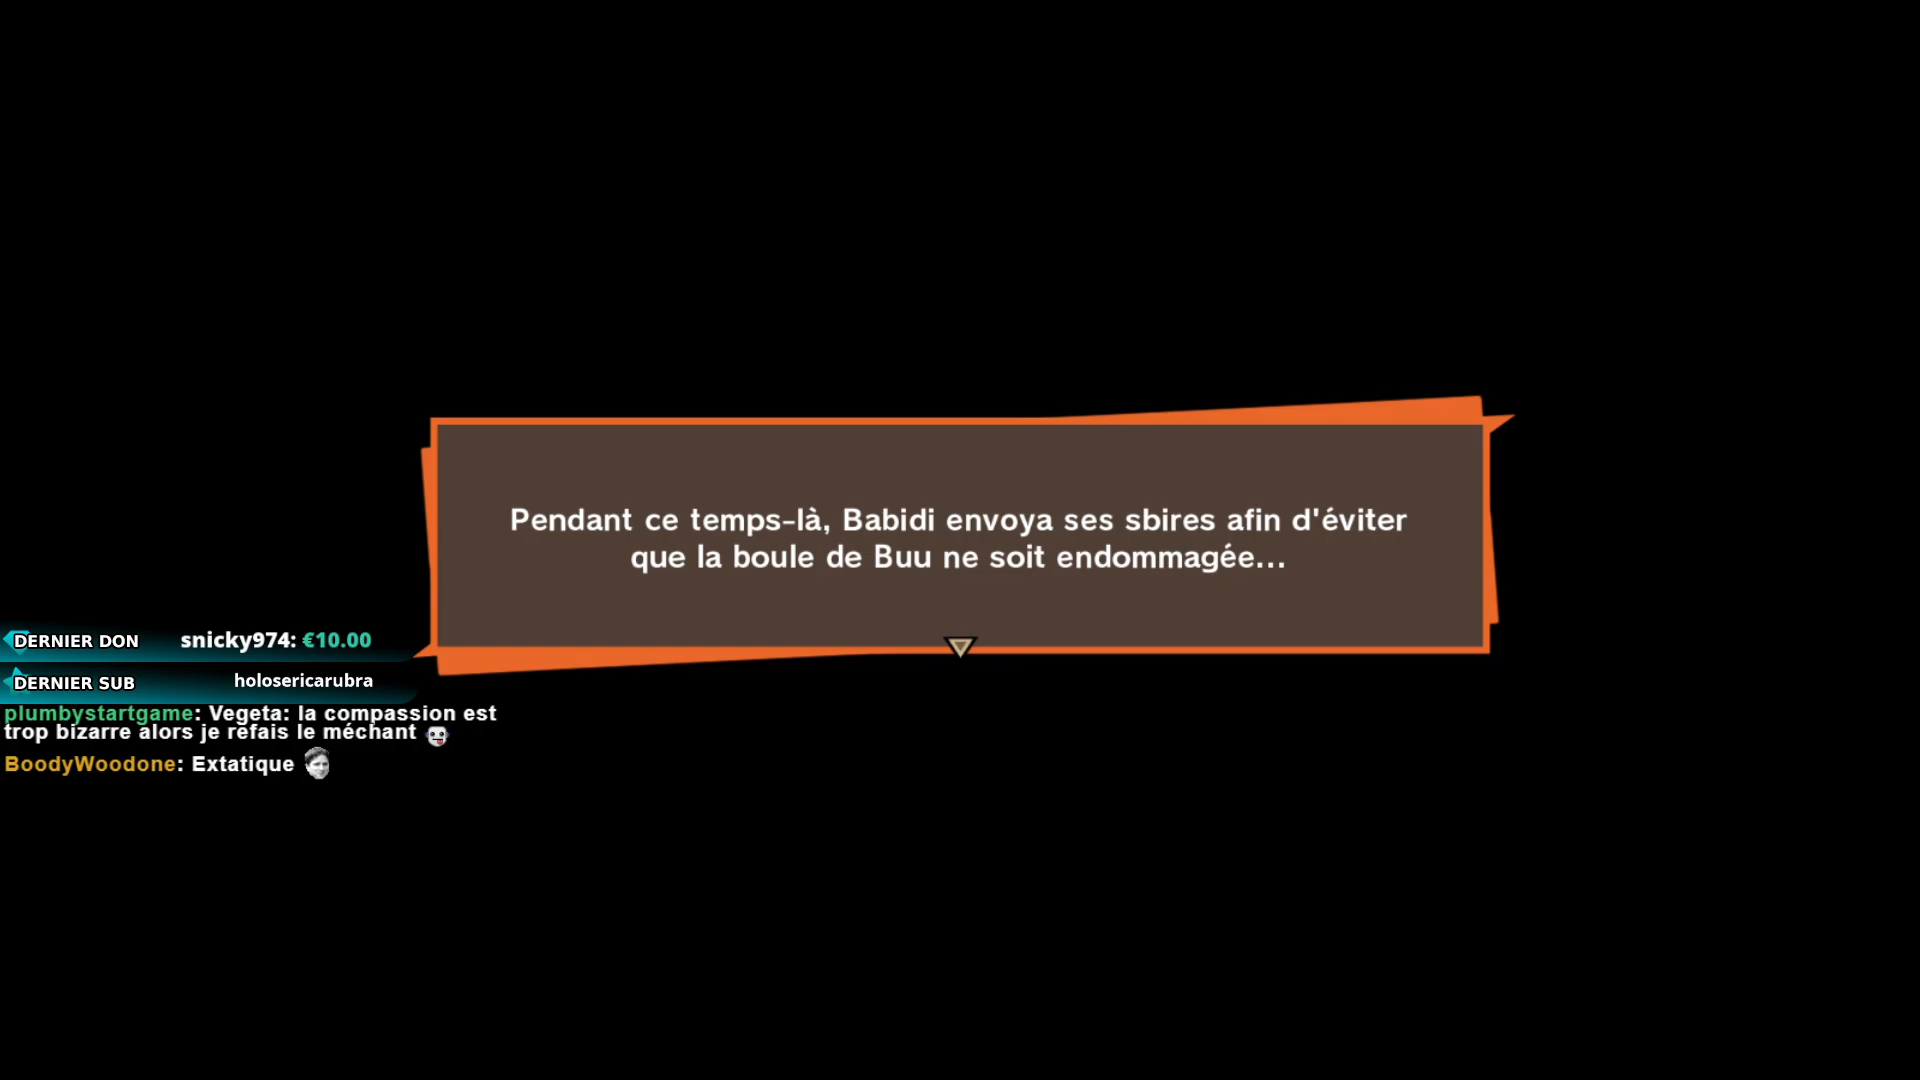 Pendant ce temps-là, Babidi envoya ses sbires afin d'éviter
que la boule de Buu ne soit endommagée...
DERNIER DON snicky974: €10.00
DERNIER SUB holosericarubra
plumbystartgame: Vegeta: la compassion est
trop bizarre alors je refais le méchant
BoodyWoodone: Extatique